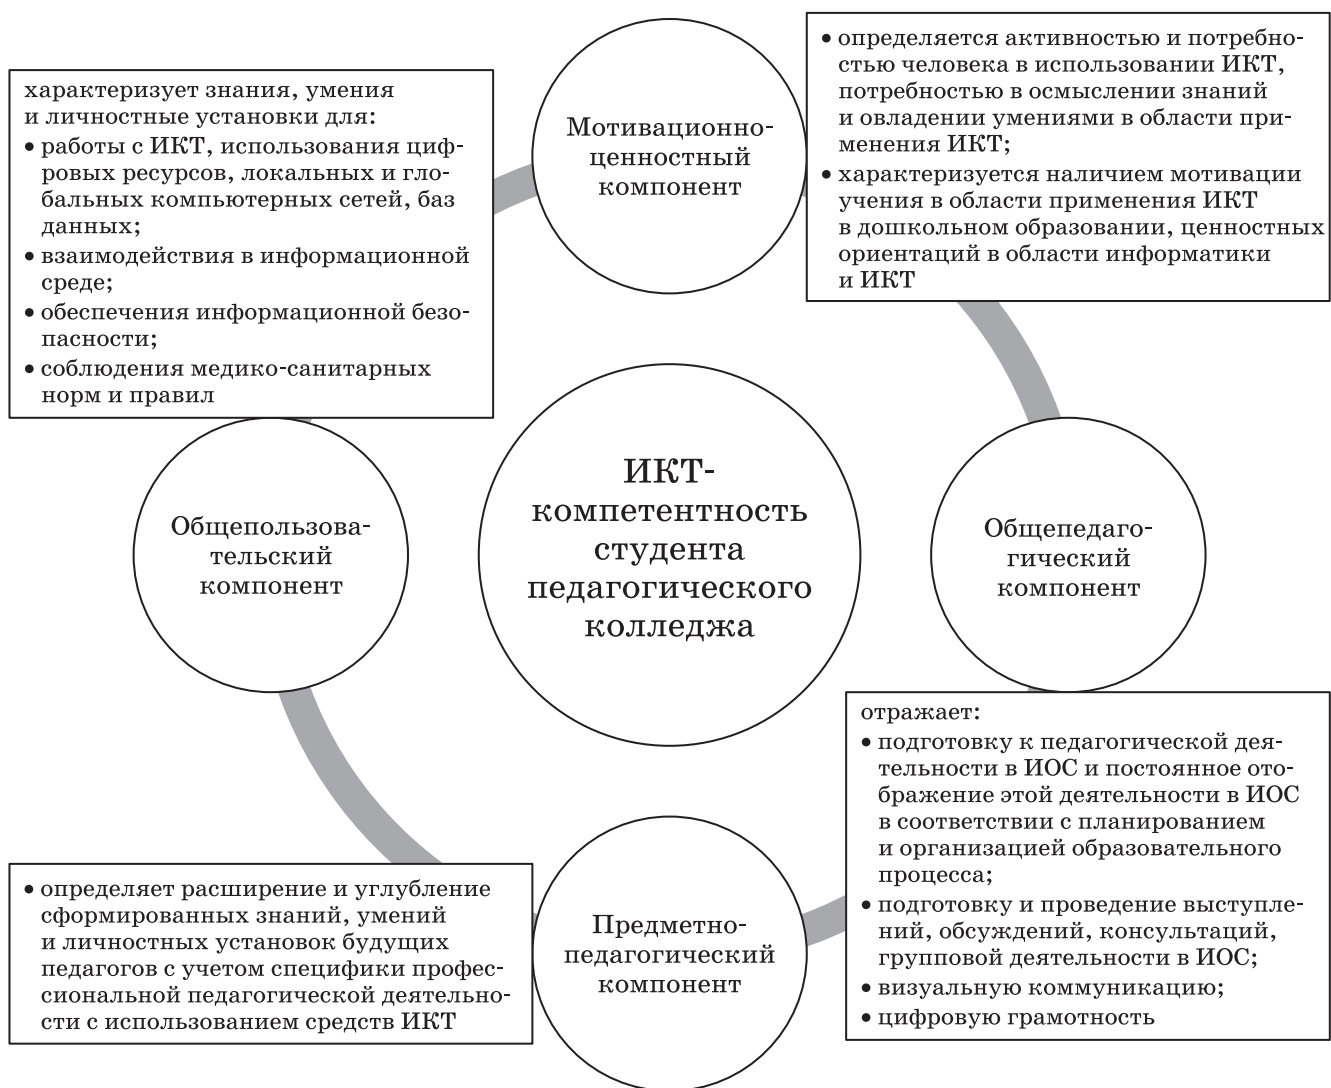 Мотивационно-
ценностный
компонент
• определяется активностью и потребно-
стью человека в использовании ИКТ,
потребностью в осмыслении знаний
и овладении умениями в области при-
менения ИКТ;
• характеризуется наличием мотивации
учения в области применения ИКТ
в дошкольном образовании, ценностных
ориентаций в области информатики
и ИКТ
характеризует знания, умения
и личностные установки для:
• работы с ИКТ, использования циф-
ровых ресурсов, локальных и гло-
бальных компьютерных сетей, баз
данных;
• взаимодействия в информационной
среде;
• обеспечения информационной безо-
пасности;
• соблюдения медико-санитарных
норм и правил
Общепользова-
тельский
компонент
ИКТ-
компетентность
студента
педагогического
колледжа
Общепедаго-
гический
компонент
отражает:
• подготовку к педагогической дея-
тельности в ИОС и постоянное ото-
бражение этой деятельности в ИОС
в соответствии с планированием
и организацией образовательного
процесса;
• подготовку и проведение выступле-
ний, обсуждений, консультаций,
групповой деятельности в ИОС;
• визуальную коммуникацию;
• цифровую грамотность
• определяет расширение и углубление
сформированных знаний, умений
и личностных установок будущих
педагогов с учетом специфики профес-
сиональной педагогической деятельно-
сти с использованием средств ИКТ
Предметно-
педагогический
компонент